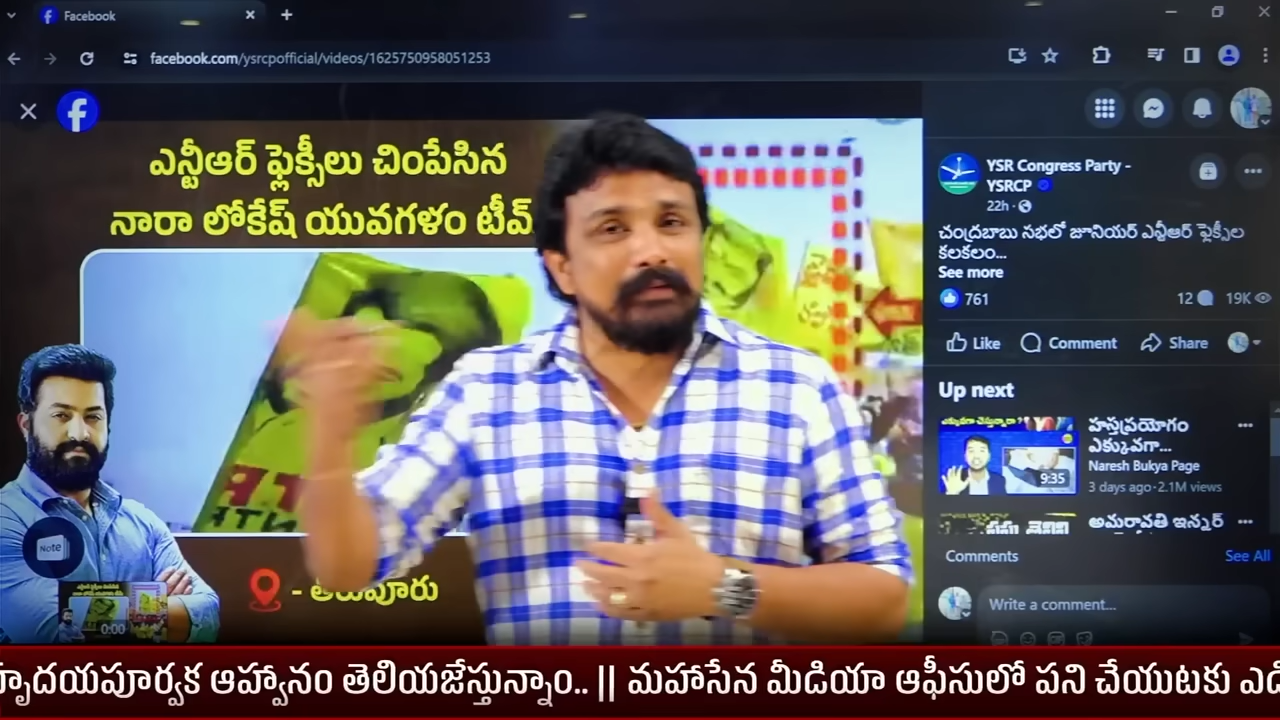 Facebook
facebook.com/ysrcpofficial/videos/1625750958051253
ఎన్టీఆర్ ఫ్లెక్సీలు చింపేసిన
నారా లోకేష్ యువగళం టీమ్
YSR Congress Party -
YSRCP
22h
చంద్రబాబు సభలో జూనియర్ ఎన్టీఆర్ ఫ్లెక్సీల
కలకలం...
See more
761
12
19K
Like
Comment
Share
Up next
హస్తప్రయోగం
ఎక్కువగా...
Naresh Bukya Page
3 days ago·2.1M views
9:35
అమరావతి ఇన్నర్
Comments
See All
Write a comment...
Note
0:00
- తిరువూరు
హృదయపూర్వక ఆహ్వానం తెలియజేస్తున్నాం.. || మహాసేన మీడియా ఆఫీసులో పని చేయుటకు